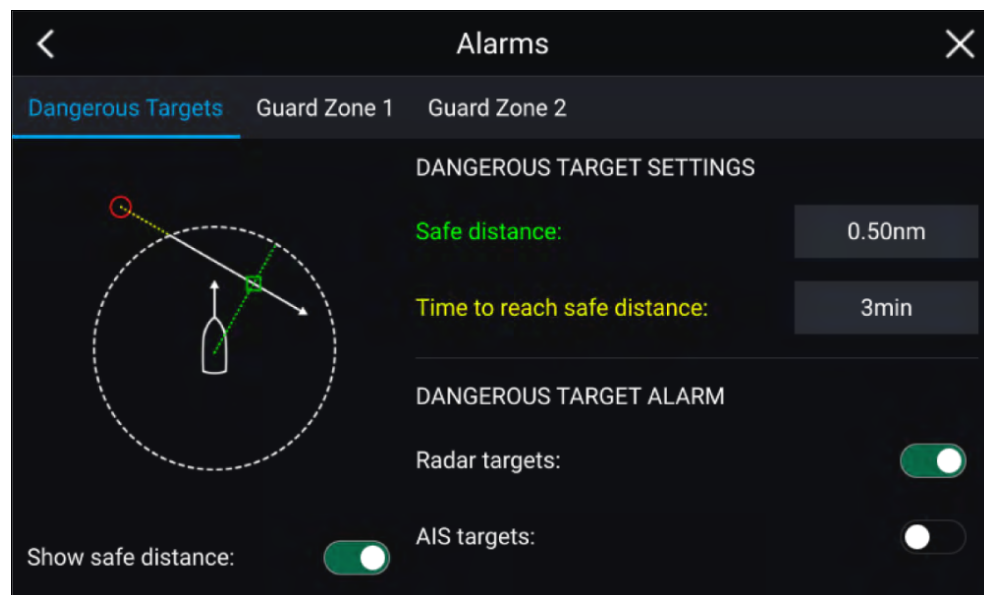 Alarms
Dangerous Targets
Guard Zone 1
Guard Zone 2
DANGEROUS TARGET SETTINGS
Safe distance:
0.50nm
Time to reach safe distance:
3min
DANGEROUS TARGET ALARM
Radar targets:
AIS targets:
Show safe distance: